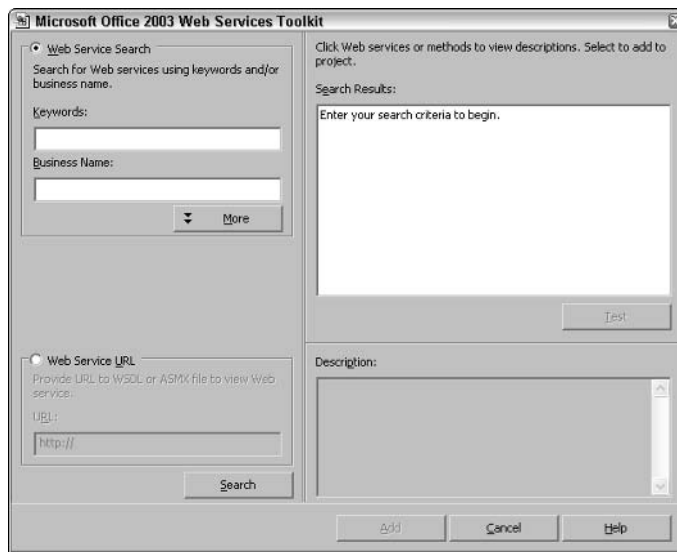 Microsoft Office 2003 Web Services Toolkit
Web Service Search
Search for Web services using keywords and/or
business name.
Keywords:
Business Name:
More
Web Service URL
Provide URL to WSDL or ASMX file to view Web
service.
URL:
http://
Search
Click Web services or methods to view descriptions. Select to add to
project.
Search Results:
Enter your search criteria to begin.
Test
Description:
Add
Cancel
Help